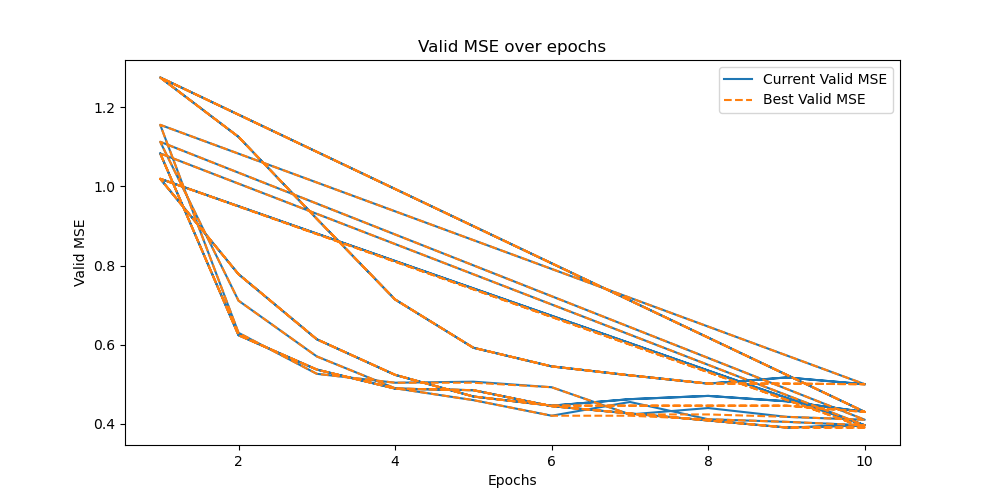 Valid MSE over epochs
Current Valid MSE
Best Valid MSE
Valid MSE
1.2
1.0
0.8
0.6
0.4
2 4 6 8 10
Epochs